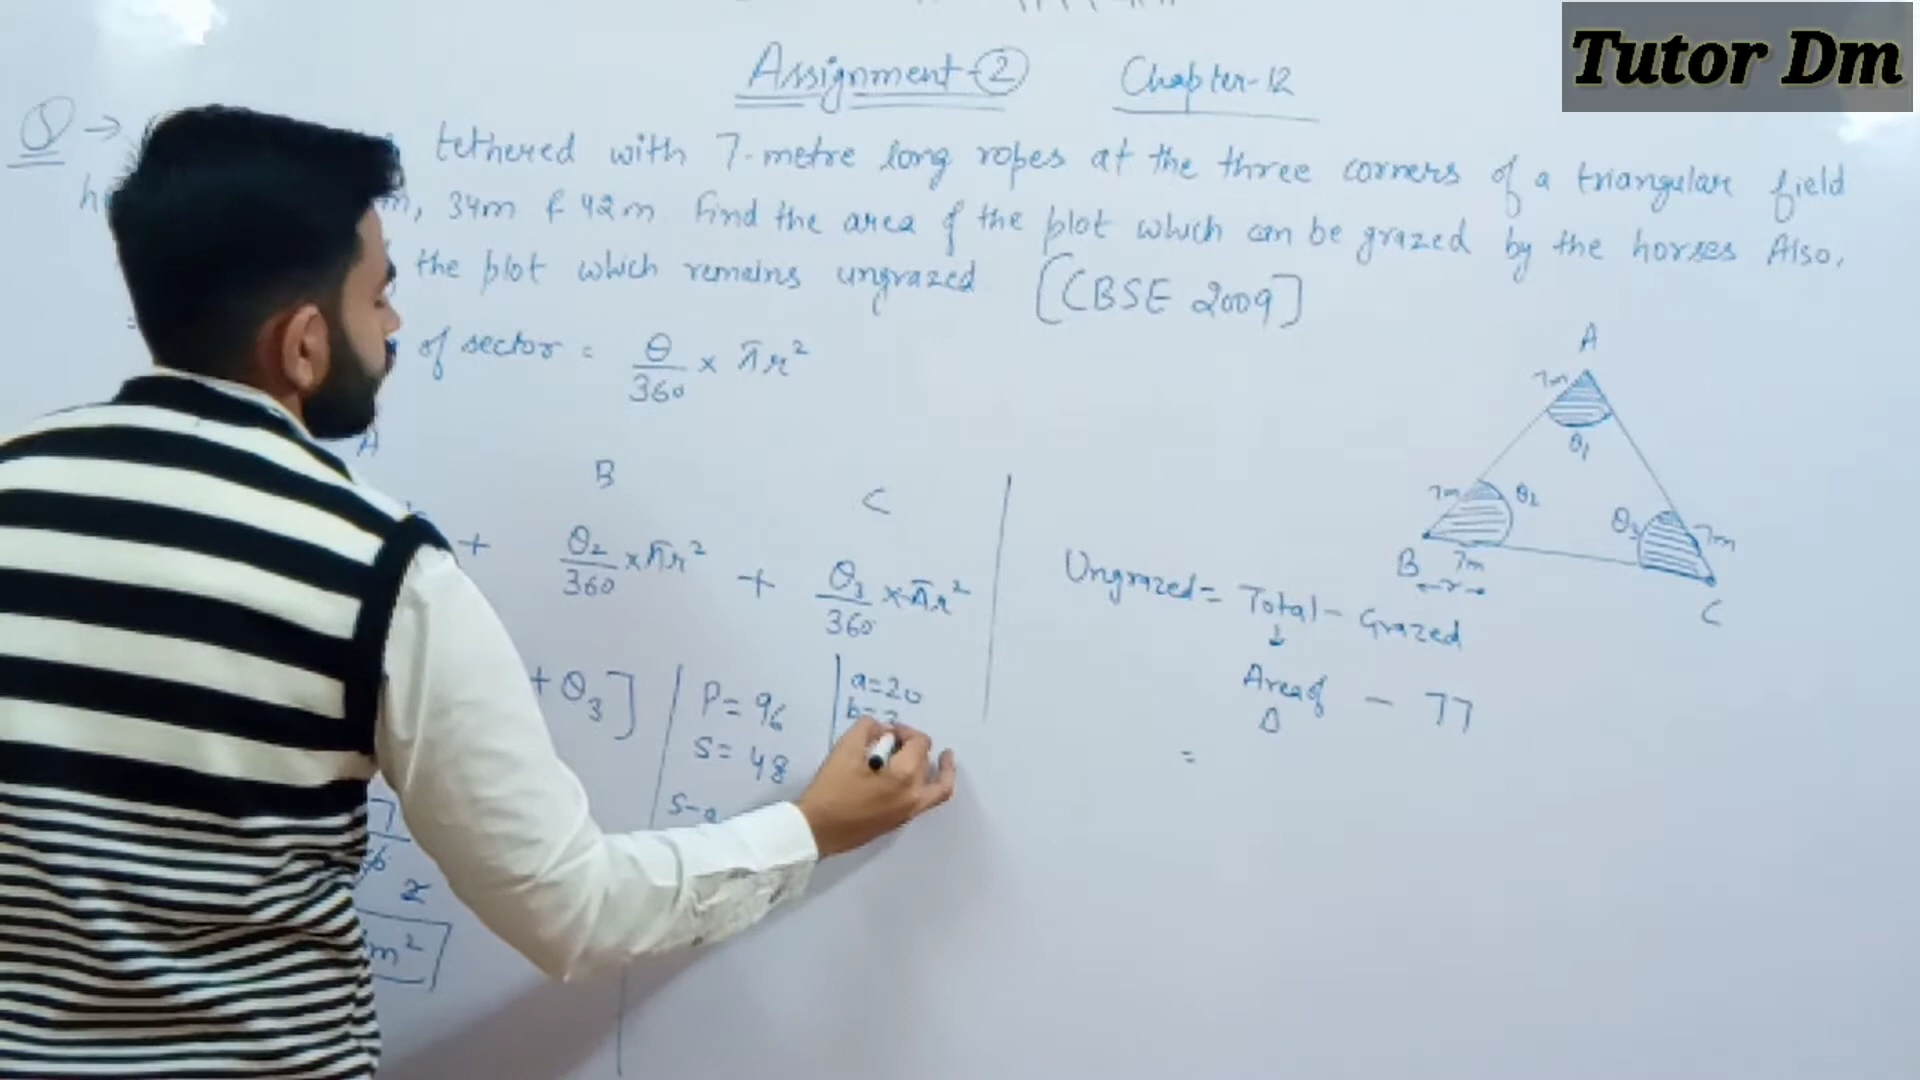 Tutor Dm
Assignment-② Chapter-12
Q →
tethered with 7-metre long ropes at the three corners of a triangular field
m, 34m & 42m. Find the area of the plot which can be grazed by the horses Also,
the plot which remains ungrazed [CBSE 2009]
of sector = θ/360 × πr²
A
B
C
+ θ₂/360 × πr² + θ₃/360 × πr²
+ θ₃]
P = 96
S = 48
S-a
a = 20
b = 3
m²
A
7m
θ₁
7m
θ₂
θ₃
7m
B
7m
←r→
C
Ungrazed = Total - Grazed
↓
Area of Δ - 77
=